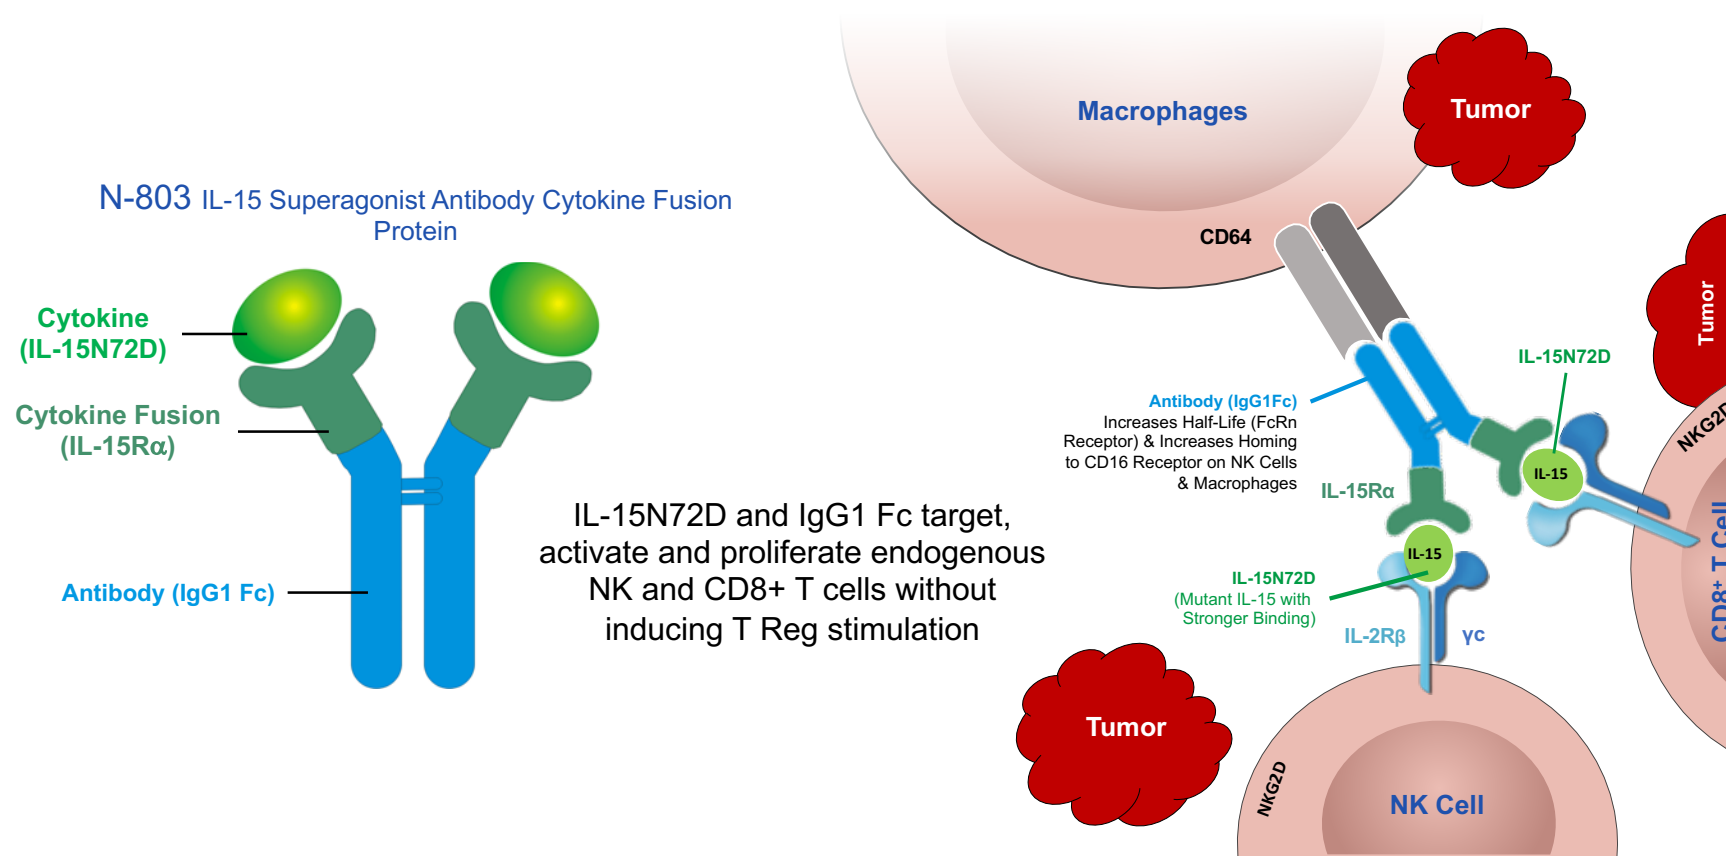 N-803 IL-15 Superagonist Antibody Cytokine Fusion
Protein
Cytokine
(IL-15N72D)
Cytokine Fusion
(IL-15Rα)
Antibody (IgG1 Fc)
IL-15N72D and IgG1 Fc target,
activate and proliferate endogenous
NK and CD8+ T cells without
inducing T Reg stimulation
Macrophages
Tumor
CD64
Tumor
IL-15N72D
Antibody (IgG1Fc)
Increases Half-Life (FcRn
Receptor) & Increases Homing
to CD16 Receptor on NK Cells
& Macrophages
NKG2D
IL-15
IL-15Rα
CD8+ T Cell
IL-15
IL-15N72D
(Mutant IL-15 with
Stronger Binding)
IL-2Rβ
γc
Tumor
NKG2D
NK Cell